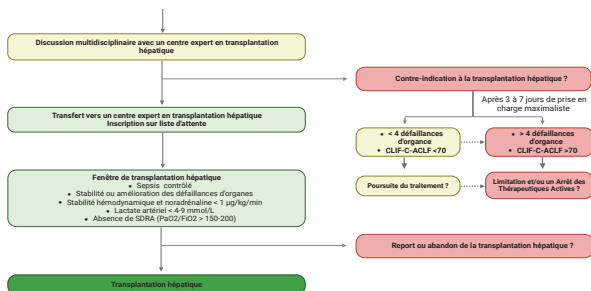 Discussion multidisciplinaire avec un centre expert en transplantation
hépatique
Contre-indication à la transplantation hépatique ?
Après 3 à 7 jours de prise en
charge maximaliste
Transfert vers un centre expert en transplantation hépatique
Inscription sur liste d'attente
• < 4 défaillances
d'organce
• CLIF-C-ACLF <70
• > 4 défaillances
d'organce
• CLIF-C-ACLF >70
Fenêtre de transplantation hépatique
• Sepsis contrôlé
• Stabilité ou amélioration des défaillances d'organes
• Stabilité hémodynamique et noradrénaline < 1 µg/kg/min
• Lactate artériel < 4-9 mmol/L
• Absence de SDRA (PaO2/FiO2 > 150-200)
Poursuite du traitement ?
Limitation et/ou un Arrêt des
Thérapeutiques Actives ?
Report ou abandon de la transplantation hépatique ?
Transplantation hépatique